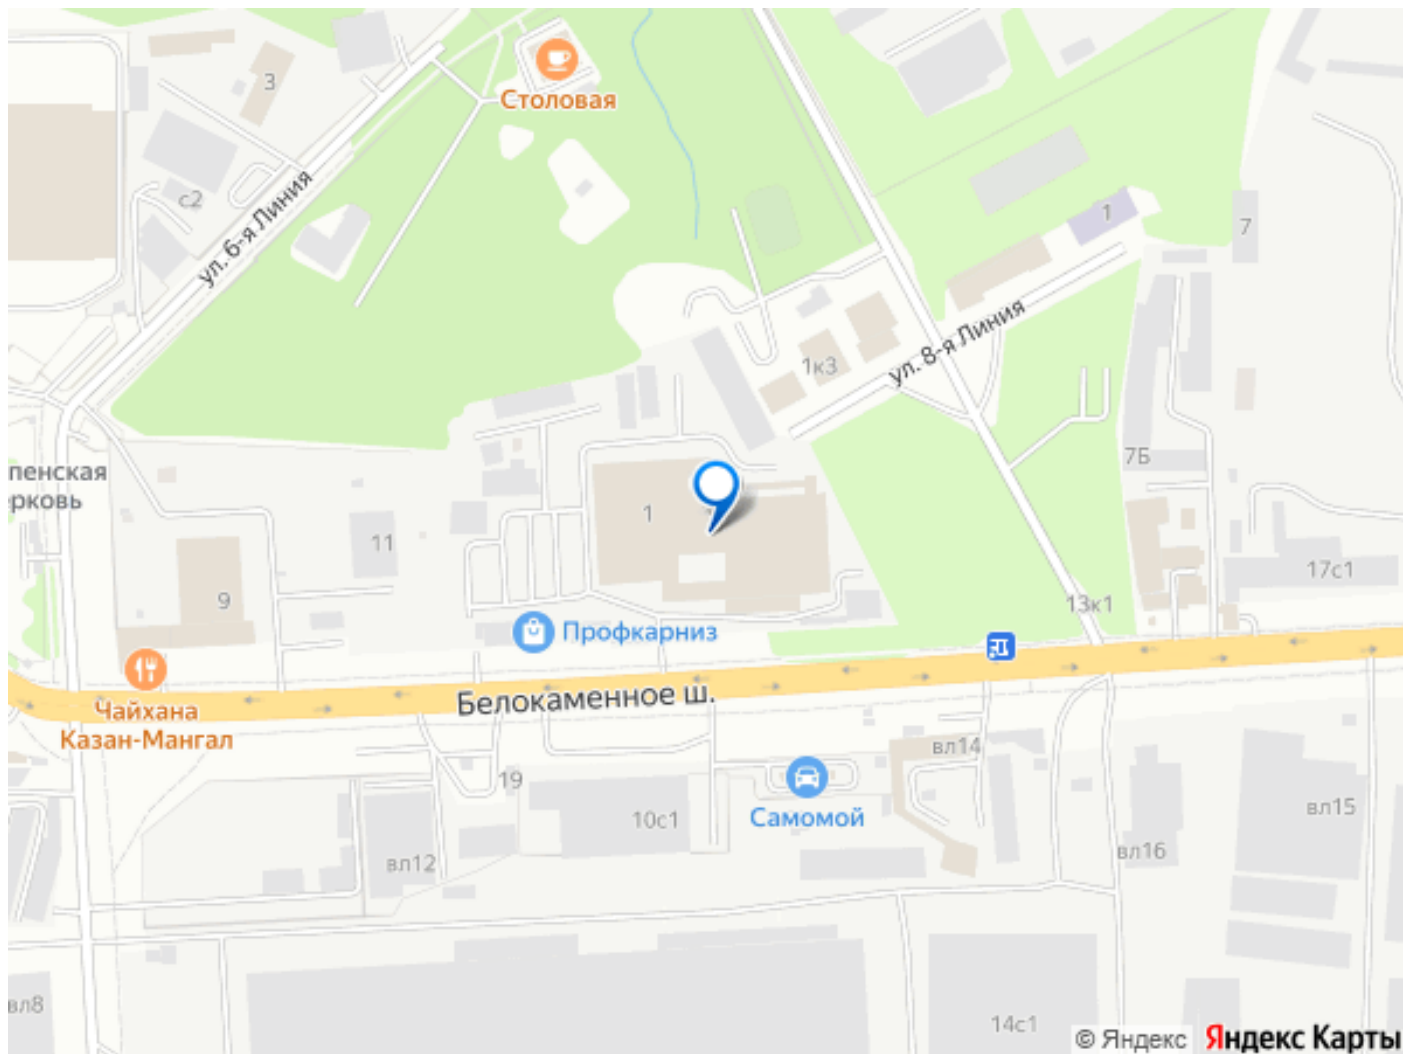 3
Столовая
с2
ул. 6-я Линия
1
7
ул. 8-я Линия
1к3
7Б
пенская
рковь
1
11
9
17с1
13к1
Профкарниз
Белокаменное ш.
Чайхана
Казан-Мангал
19
вл14
Самомой
10с1
вл12
вл15
вл16
вл8
14с1
© Яндекс Яндекс Карты